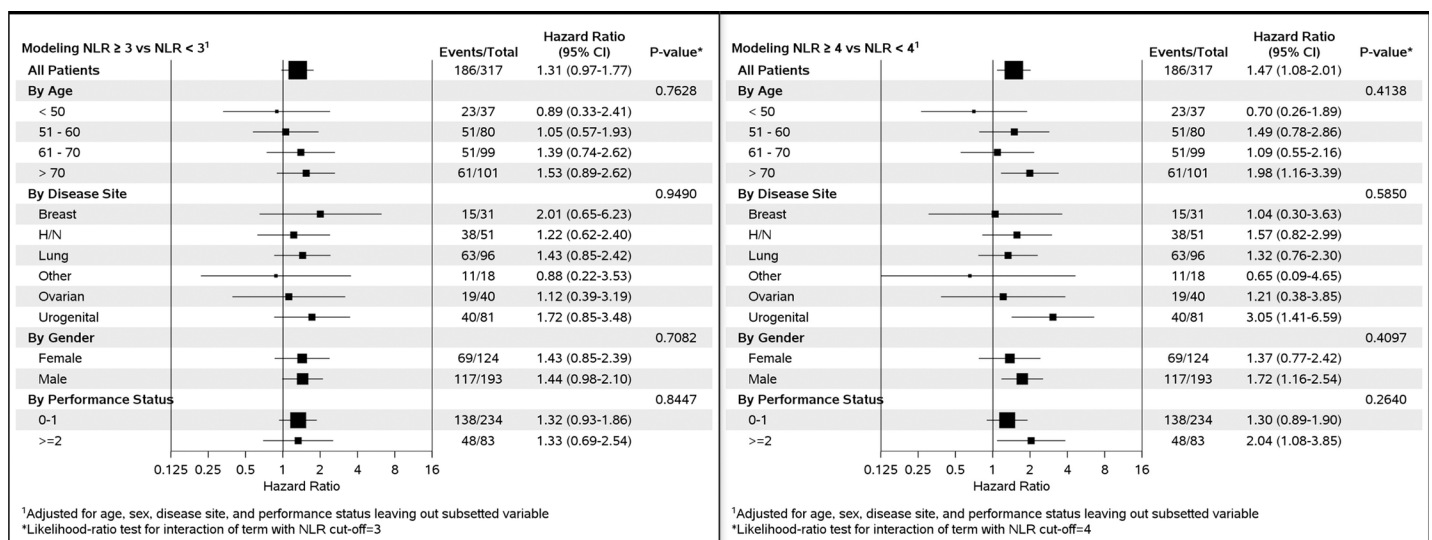 Modeling NLR ≥ 3 vs NLR < 3¹ Events/Total Hazard Ratio (95% CI) P-value*
All Patients 186/317 1.31 (0.97-1.77)
By Age 0.7628
< 50 23/37 0.89 (0.33-2.41)
51 - 60 51/80 1.05 (0.57-1.93)
61 - 70 51/99 1.39 (0.74-2.62)
> 70 61/101 1.53 (0.89-2.62)
By Disease Site 0.9490
Breast 15/31 2.01 (0.65-6.23)
H/N 38/51 1.22 (0.62-2.40)
Lung 63/96 1.43 (0.85-2.42)
Other 11/18 0.88 (0.22-3.53)
Ovarian 19/40 1.12 (0.39-3.19)
Urogenital 40/81 1.72 (0.85-3.48)
By Gender 0.7082
Female 69/124 1.43 (0.85-2.39)
Male 117/193 1.44 (0.98-2.10)
By Performance Status 0.8447
0-1 138/234 1.32 (0.93-1.86)
>=2 48/83 1.33 (0.69-2.54)
0.125 0.25 0.5 1 2 4 8 16
Hazard Ratio
¹Adjusted for age, sex, disease site, and performance status leaving out subsetted variable
*Likelihood-ratio test for interaction of term with NLR cut-off=3
Modeling NLR ≥ 4 vs NLR < 4¹ Events/Total Hazard Ratio (95% CI) P-value*
All Patients 186/317 1.47 (1.08-2.01)
By Age 0.4138
< 50 23/37 0.70 (0.26-1.89)
51 - 60 51/80 1.49 (0.78-2.86)
61 - 70 51/99 1.09 (0.55-2.16)
> 70 61/101 1.98 (1.16-3.39)
By Disease Site 0.5850
Breast 15/31 1.04 (0.30-3.63)
H/N 38/51 1.57 (0.82-2.99)
Lung 63/96 1.32 (0.76-2.30)
Other 11/18 0.65 (0.09-4.65)
Ovarian 19/40 1.21 (0.38-3.85)
Urogenital 40/81 3.05 (1.41-6.59)
By Gender 0.4097
Female 69/124 1.37 (0.77-2.42)
Male 117/193 1.72 (1.16-2.54)
By Performance Status 0.2640
0-1 138/234 1.30 (0.89-1.90)
>=2 48/83 2.04 (1.08-3.85)
0.125 0.25 0.5 1 2 4 8 16
Hazard Ratio
¹Adjusted for age, sex, disease site, and performance status leaving out subsetted variable
*Likelihood-ratio test for interaction of term with NLR cut-off=4